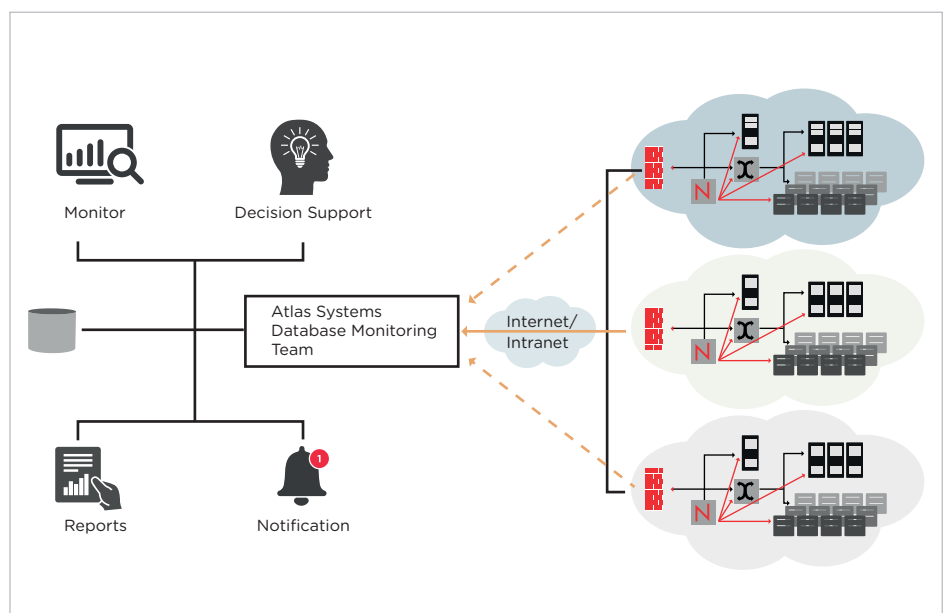 Monitor
Decision Support
Atlas Systems
Database Monitoring
Team
Internet/
Intranet
Reports
1
Notification
N
N
N